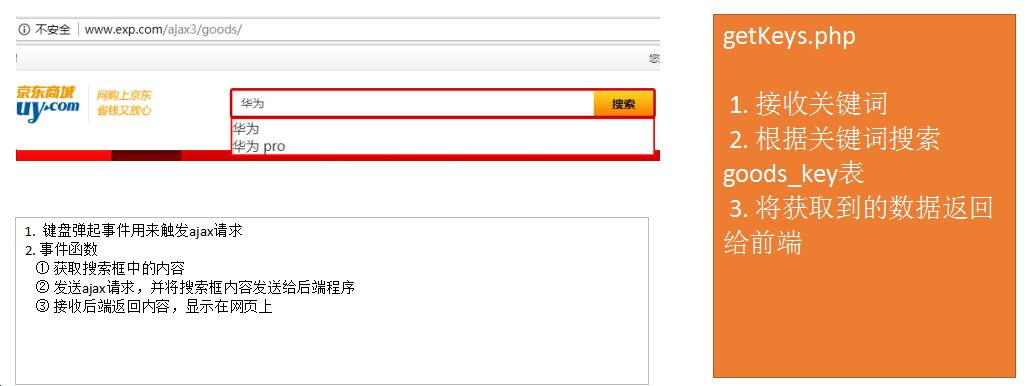 不安全 www.exp.com/ajax3/goods/
您
京东商城
uy.com
网购上京东
省钱又放心
华为
搜索
华为
华为 pro
1. 键盘弹起事件用来触发ajax请求
2. 事件函数
① 获取搜索框中的内容
② 发送ajax请求，并将搜索框内容发送给后端程序
③ 接收后端返回内容，显示在网页上
getKeys.php
1. 接收关键词
2. 根据关键词搜索
goods_key表
3. 将获取到的数据返回
给前端